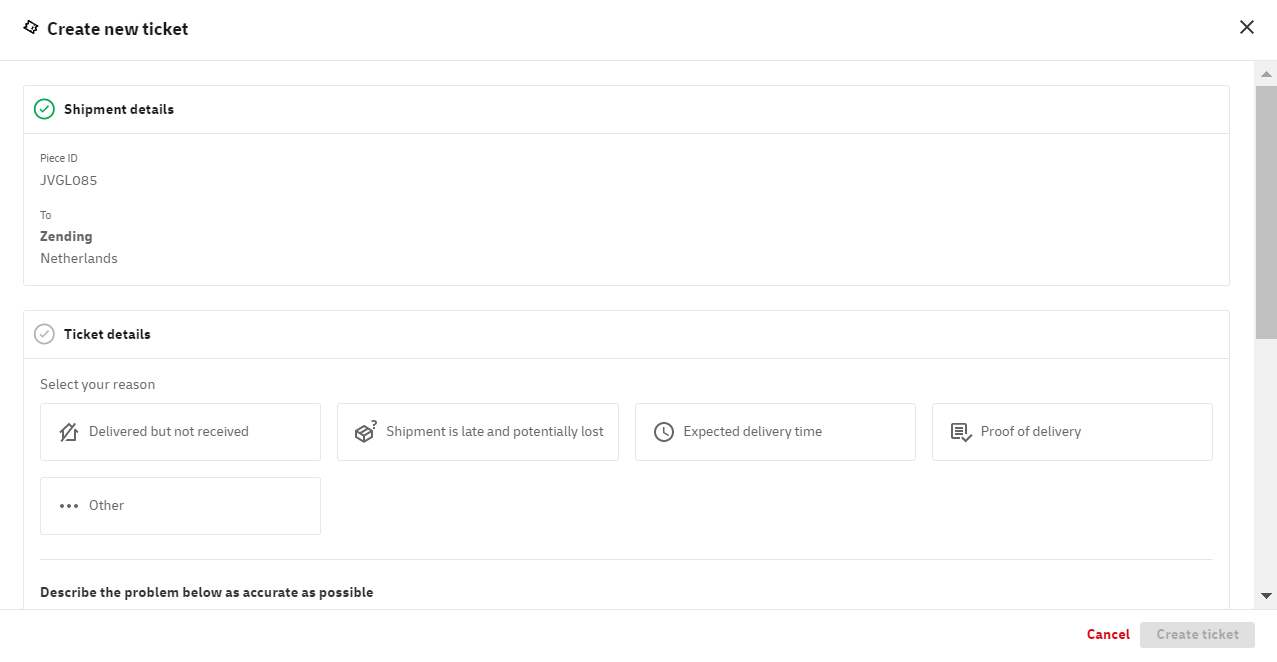 Create new ticket
Shipment details
Piece ID
JVGL085
To
Zending
Netherlands
Ticket details
Select your reason
Delivered but not received
Shipment is late and potentially lost
Expected delivery time
Proof of delivery
Other
Describe the problem below as accurate as possible
Cancel
Create ticket